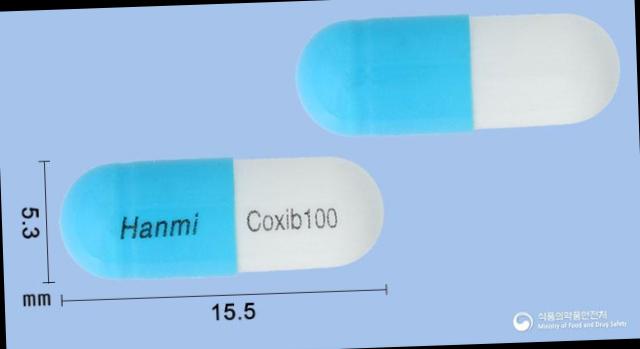 Hanmi
Coxib100
5.3
mm
15.5
식품의약품안전처
Ministry of Food and Drug Safety